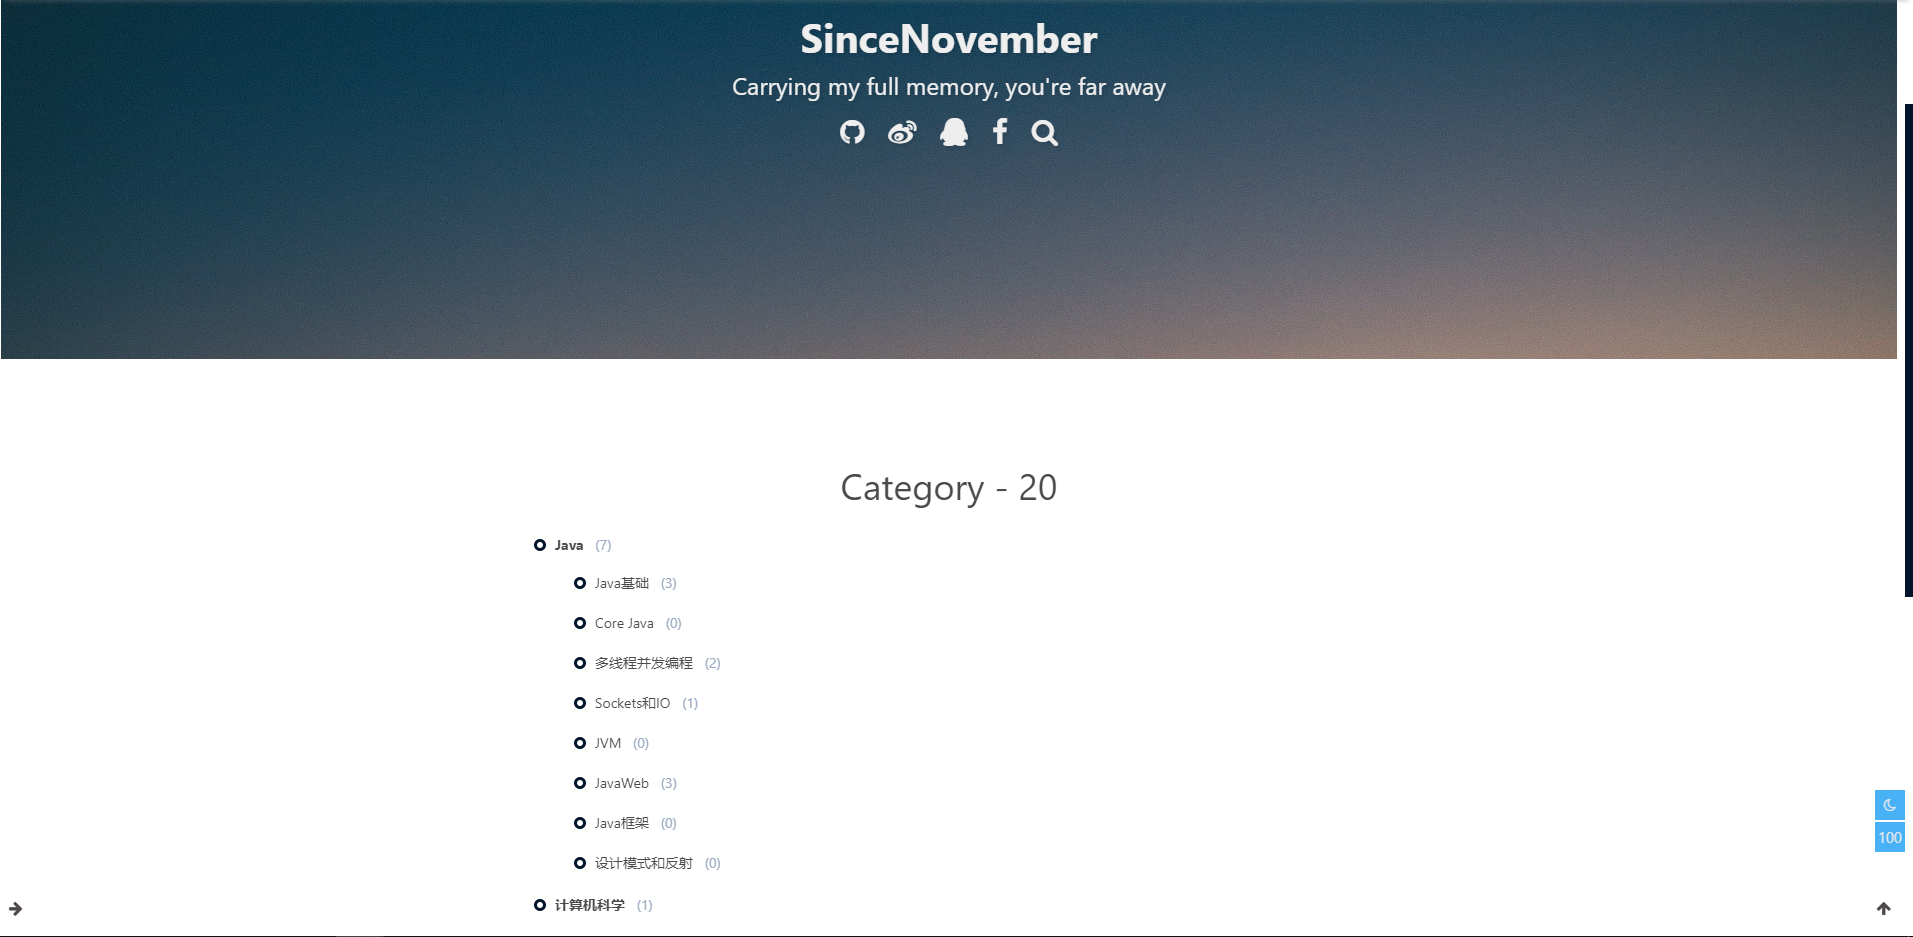 SinceNovember
Carrying my full memory, you're far away
Category - 20
Java (7)
Java基础 (3)
Core Java (0)
多线程并发编程 (2)
Sockets和IO (1)
JVM (0)
JavaWeb (3)
Java框架 (0)
设计模式和反射 (0)
计算机科学 (1)
100